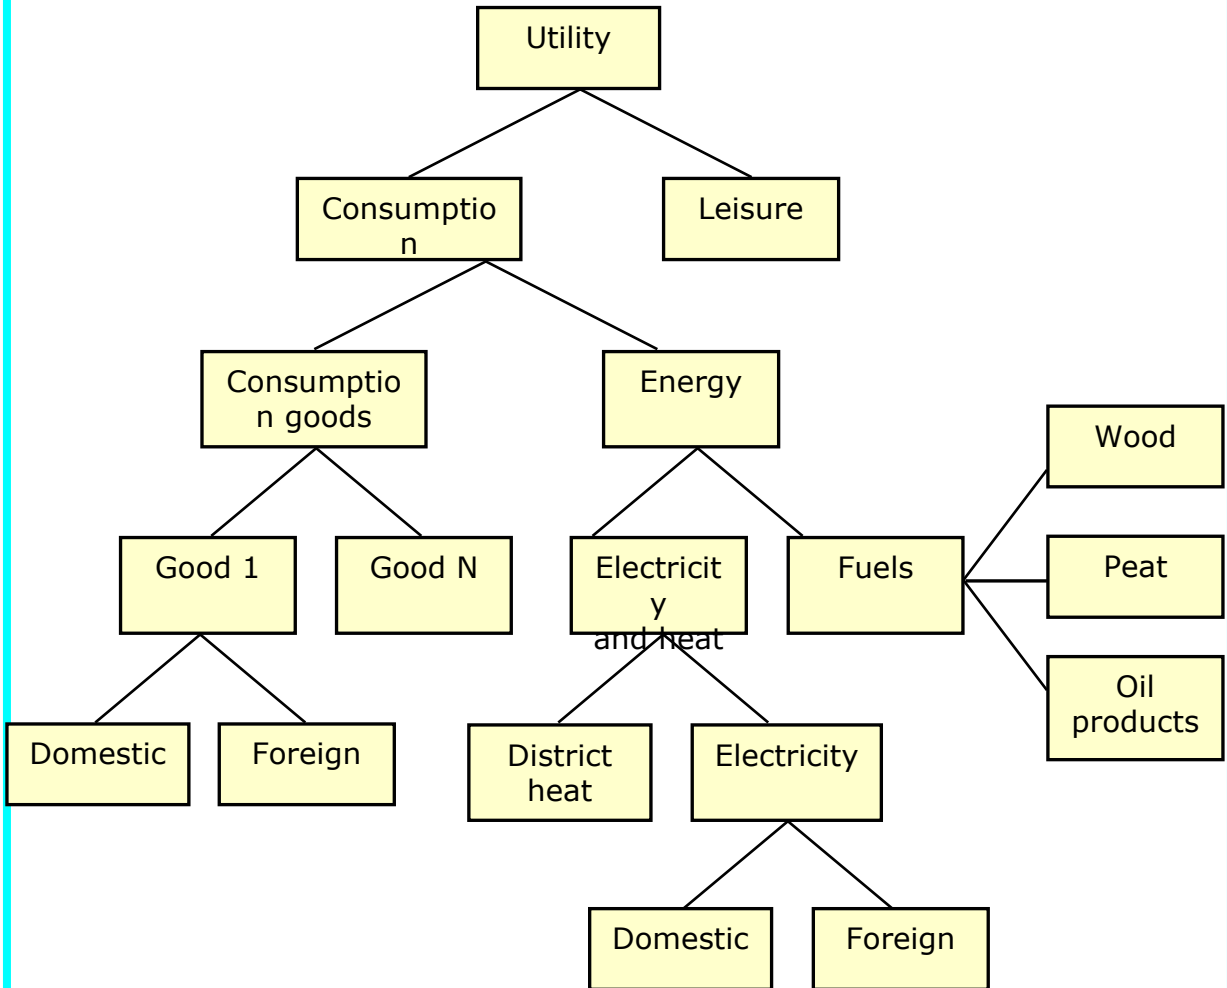 Utility
Consumptio
n
Leisure
Consumptio
n goods
Energy
Wood
Good 1
Good N
Electricit
y
and heat
Fuels
Peat
Oil
products
Domestic
Foreign
District
heat
Electricity
Domestic
Foreign